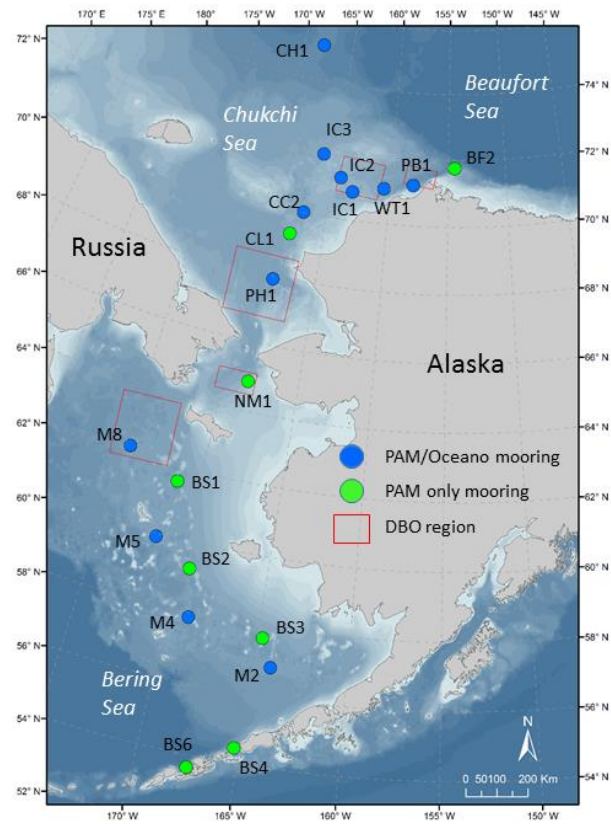 170° W
175° E
180°
175° W
170° W
165° W
160° W
155° W
150° W
72° N
CH1
74° N
Beaufort
Sea
70° N
Chukchi
Sea
IC3
72° N
IC2
PB1
BF2
68° N
CC2
IC1
WT1
CL1
70° N
Russia
66° N
PH1
68° N
64° N
Alaska
66° N
NM1
62° N
M8
PAM/Oceano mooring
64° N
BS1
PAM only mooring
60° N
62° N
M5
DBO region
58° N
BS2
60° N
M4
BS3
56° N
58° N
M2
Bering
Sea
54° N
N
56° N
BS6
BS4
0 50100 200 Km
52° N
54° N
170° W
165° W
160° W
155° W
150° W